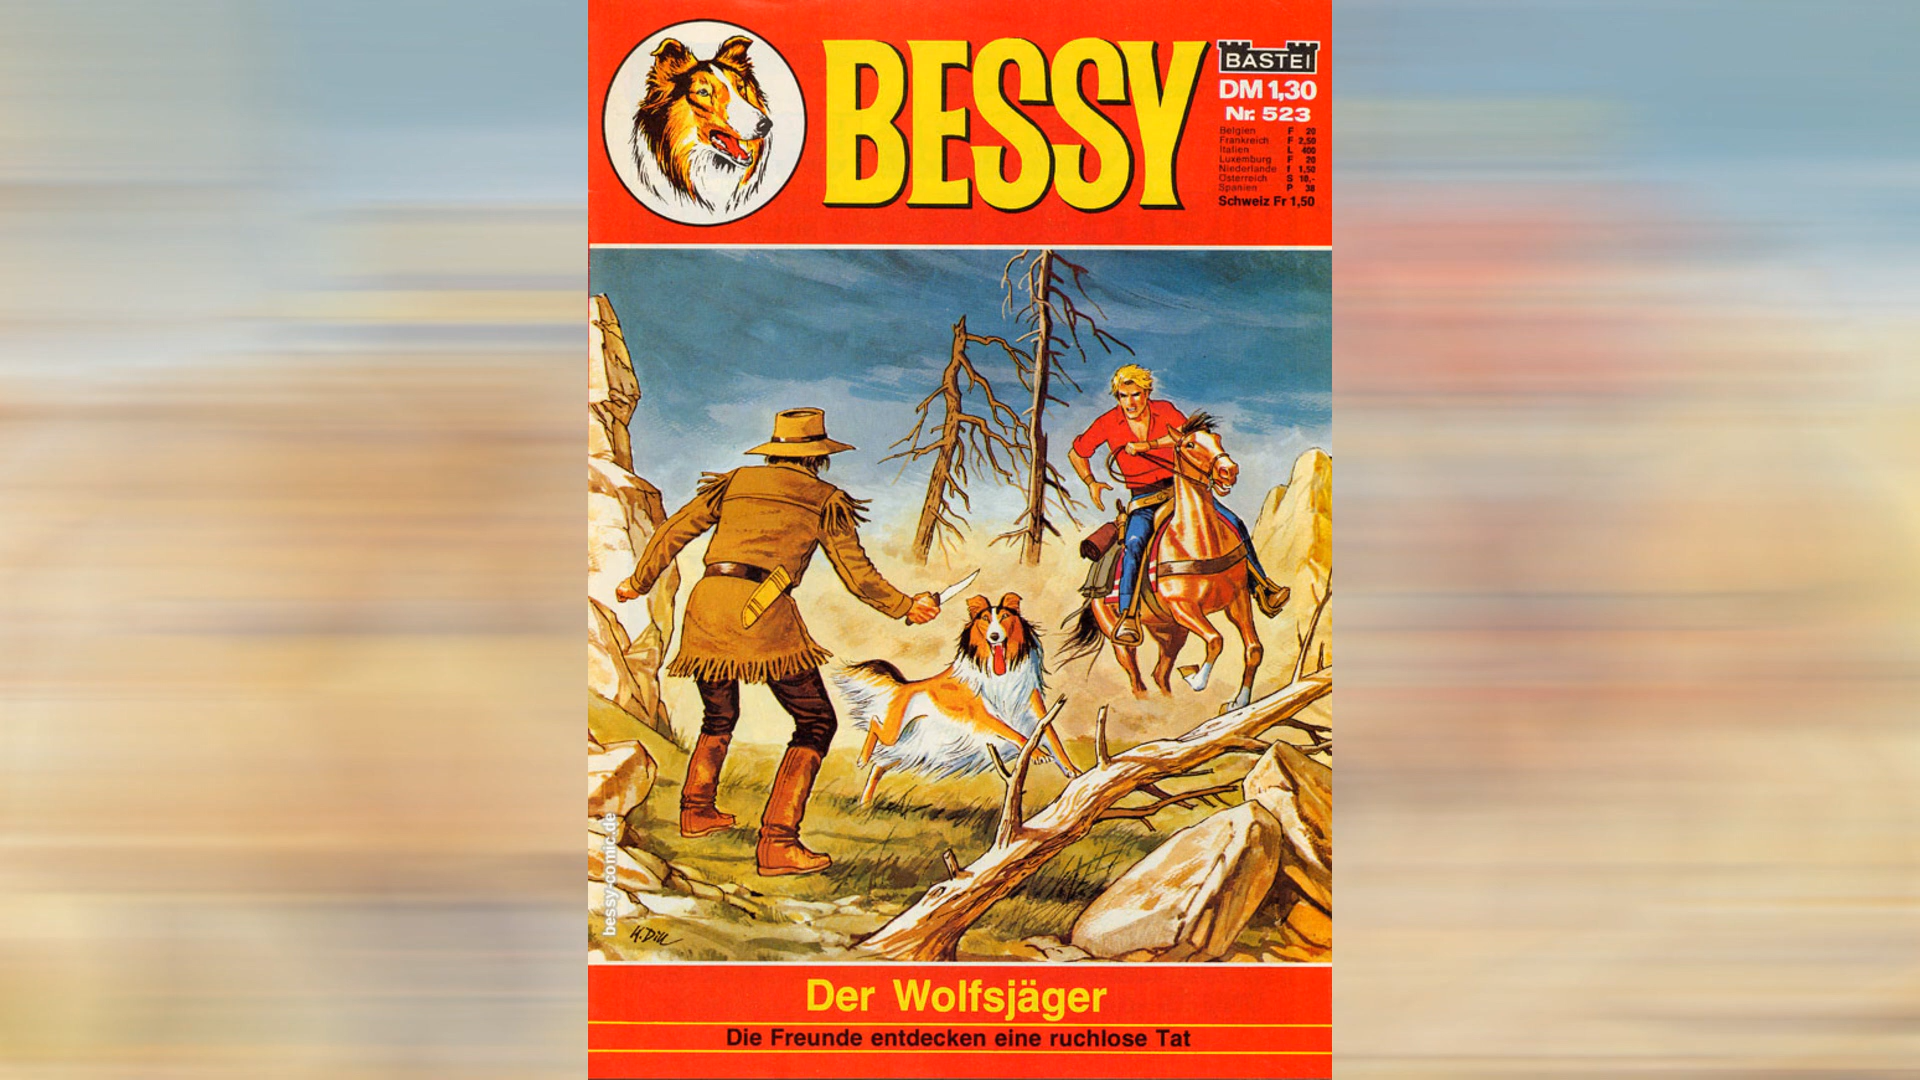 BESSY
BASTEI
DM 1,30
Nr. 523
Belgien F 20
Frankreich F 2,50
Italien L 400
Luxemburg F 20
Niederlande f 1,50
Österreich S 10,-
Spanien P 38
Schweiz Fr 1,50
bessy-comic.de
K. Dill
Der Wolfsjäger
Die Freunde entdecken eine ruchlose Tat